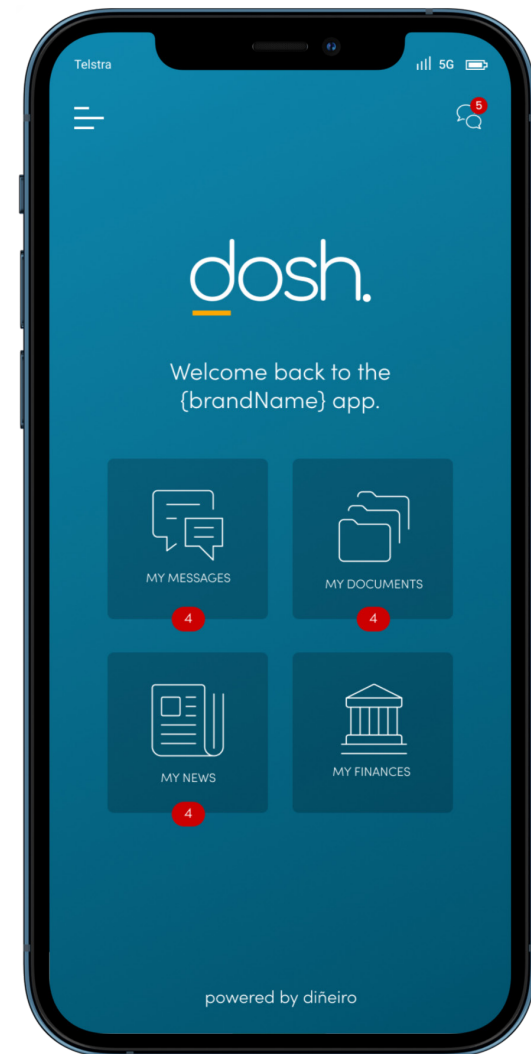 Telstra
5G
5
dosh.
Welcome back to the
{brandName} app.
MY MESSAGES
MY DOCUMENTS
4
4
MY NEWS
MY FINANCES
4
powered by diñeiro